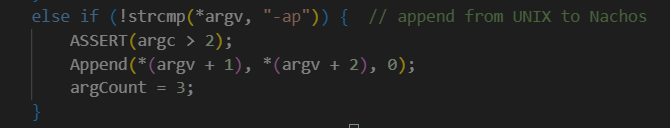 else if (!strcmp(*argv, "-ap")) {  // append from UNIX to Nachos
    ASSERT(argc > 2);
    Append(*(argv + 1), *(argv + 2), 0);
    argCount = 3;
}